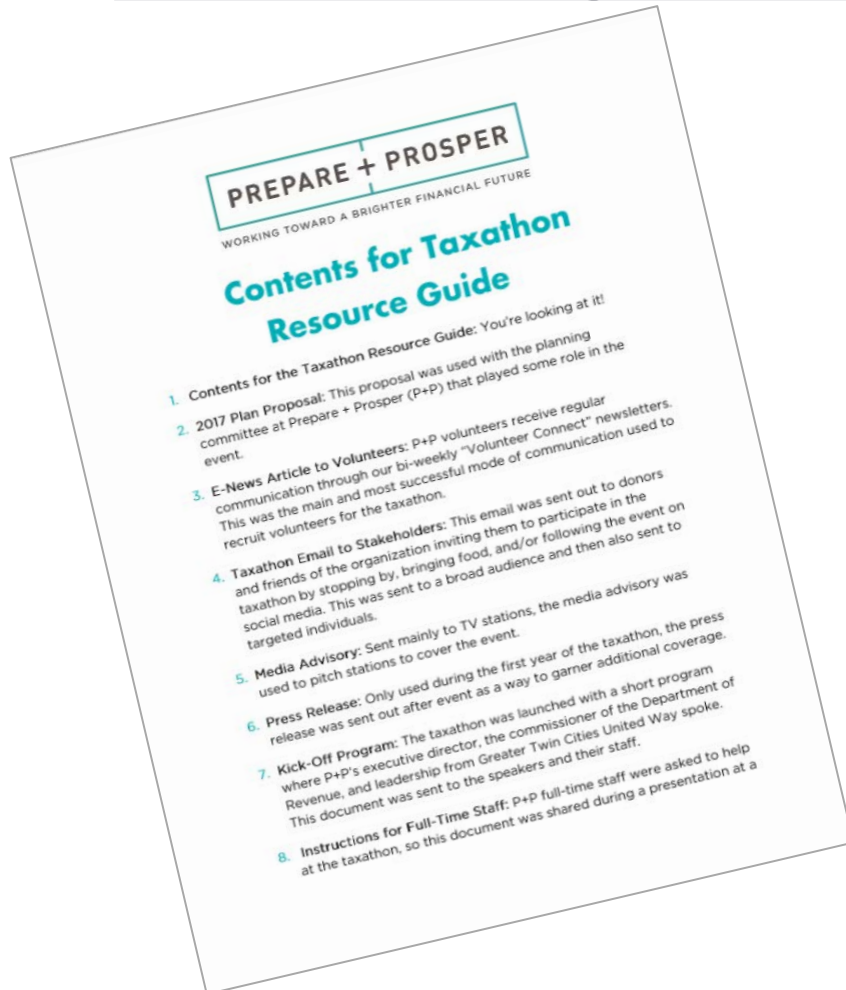 PREPARE + PROSPER
WORKING TOWARD A BRIGHTER FINANCIAL FUTURE
Contents for Taxathon
Resource Guide
1. Contents for the Taxathon Resource Guide: You're looking at it!
2. 2017 Plan Proposal: This proposal was used with the planning
committee at Prepare + Prosper (P+P) that played some role in the
event.
3. E-News Article to Volunteers: P+P volunteers receive regular
communication through our bi-weekly "Volunteer Connect" newsletters.
This was the main and most successful mode of communication used to
recruit volunteers for the taxathon.
4. Taxathon Email to Stakeholders: This email was sent out to donors
and friends of the organization inviting them to participate in the
taxathon by stopping by, bringing food, and/or following the event on
social media. This was sent to a broad audience and then also sent to
targeted individuals.
5. Media Advisory: Sent mainly to TV stations, the media advisory was
used to pitch stations to cover the event.
6. Press Release: Only used during the first year of the taxathon, the press
release was sent out after event as a way to garner additional coverage.
7. Kick-Off Program: The taxathon was launched with a short program
where P+P's executive director, the commissioner of the Department of
Revenue, and leadership from Greater Twin Cities United Way spoke.
This document was sent to the speakers and their staff.
8. Instructions for Full-Time Staff: P+P full-time staff were asked to help
at the taxathon, so this document was shared during a presentation at a